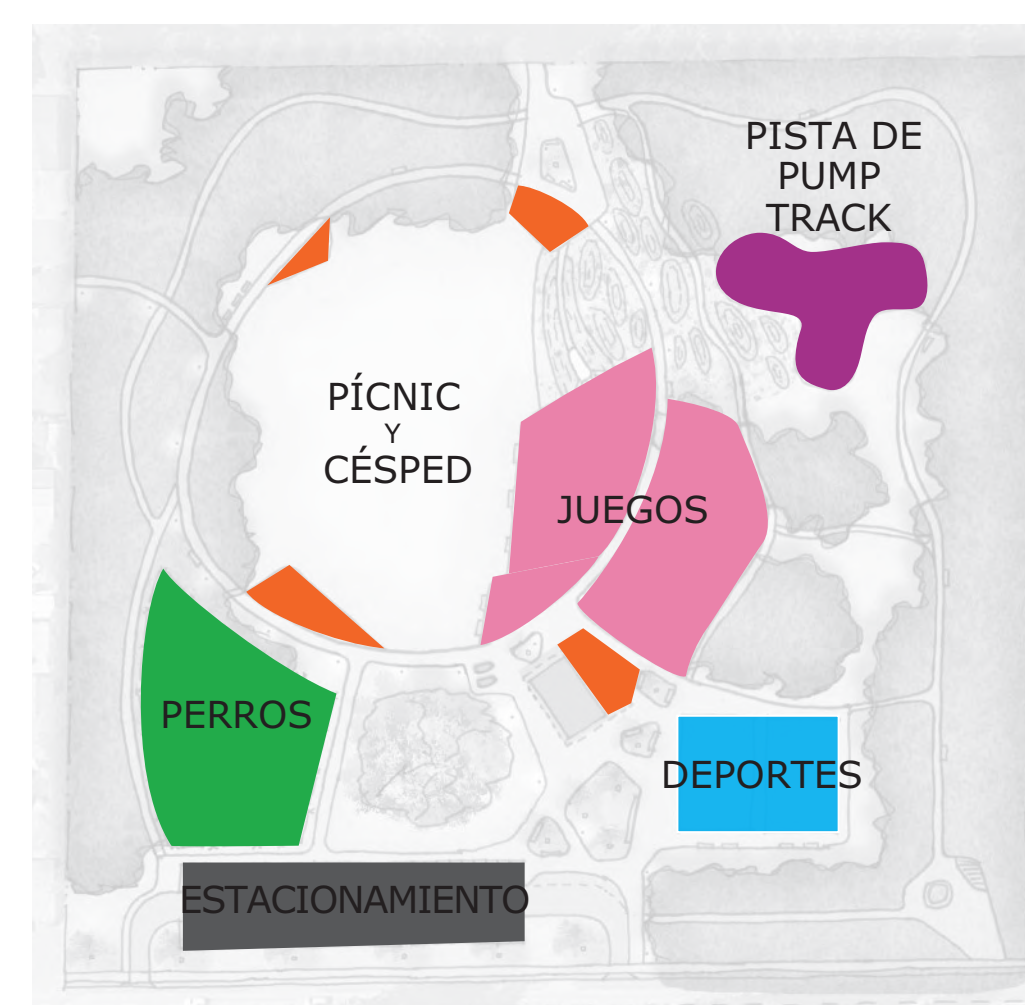 PISTA DE
PUMP
TRACK
PÍCNIC
Y
CÉSPED
JUEGOS
PERROS
DEPORTES
ESTACIONAMIENTO